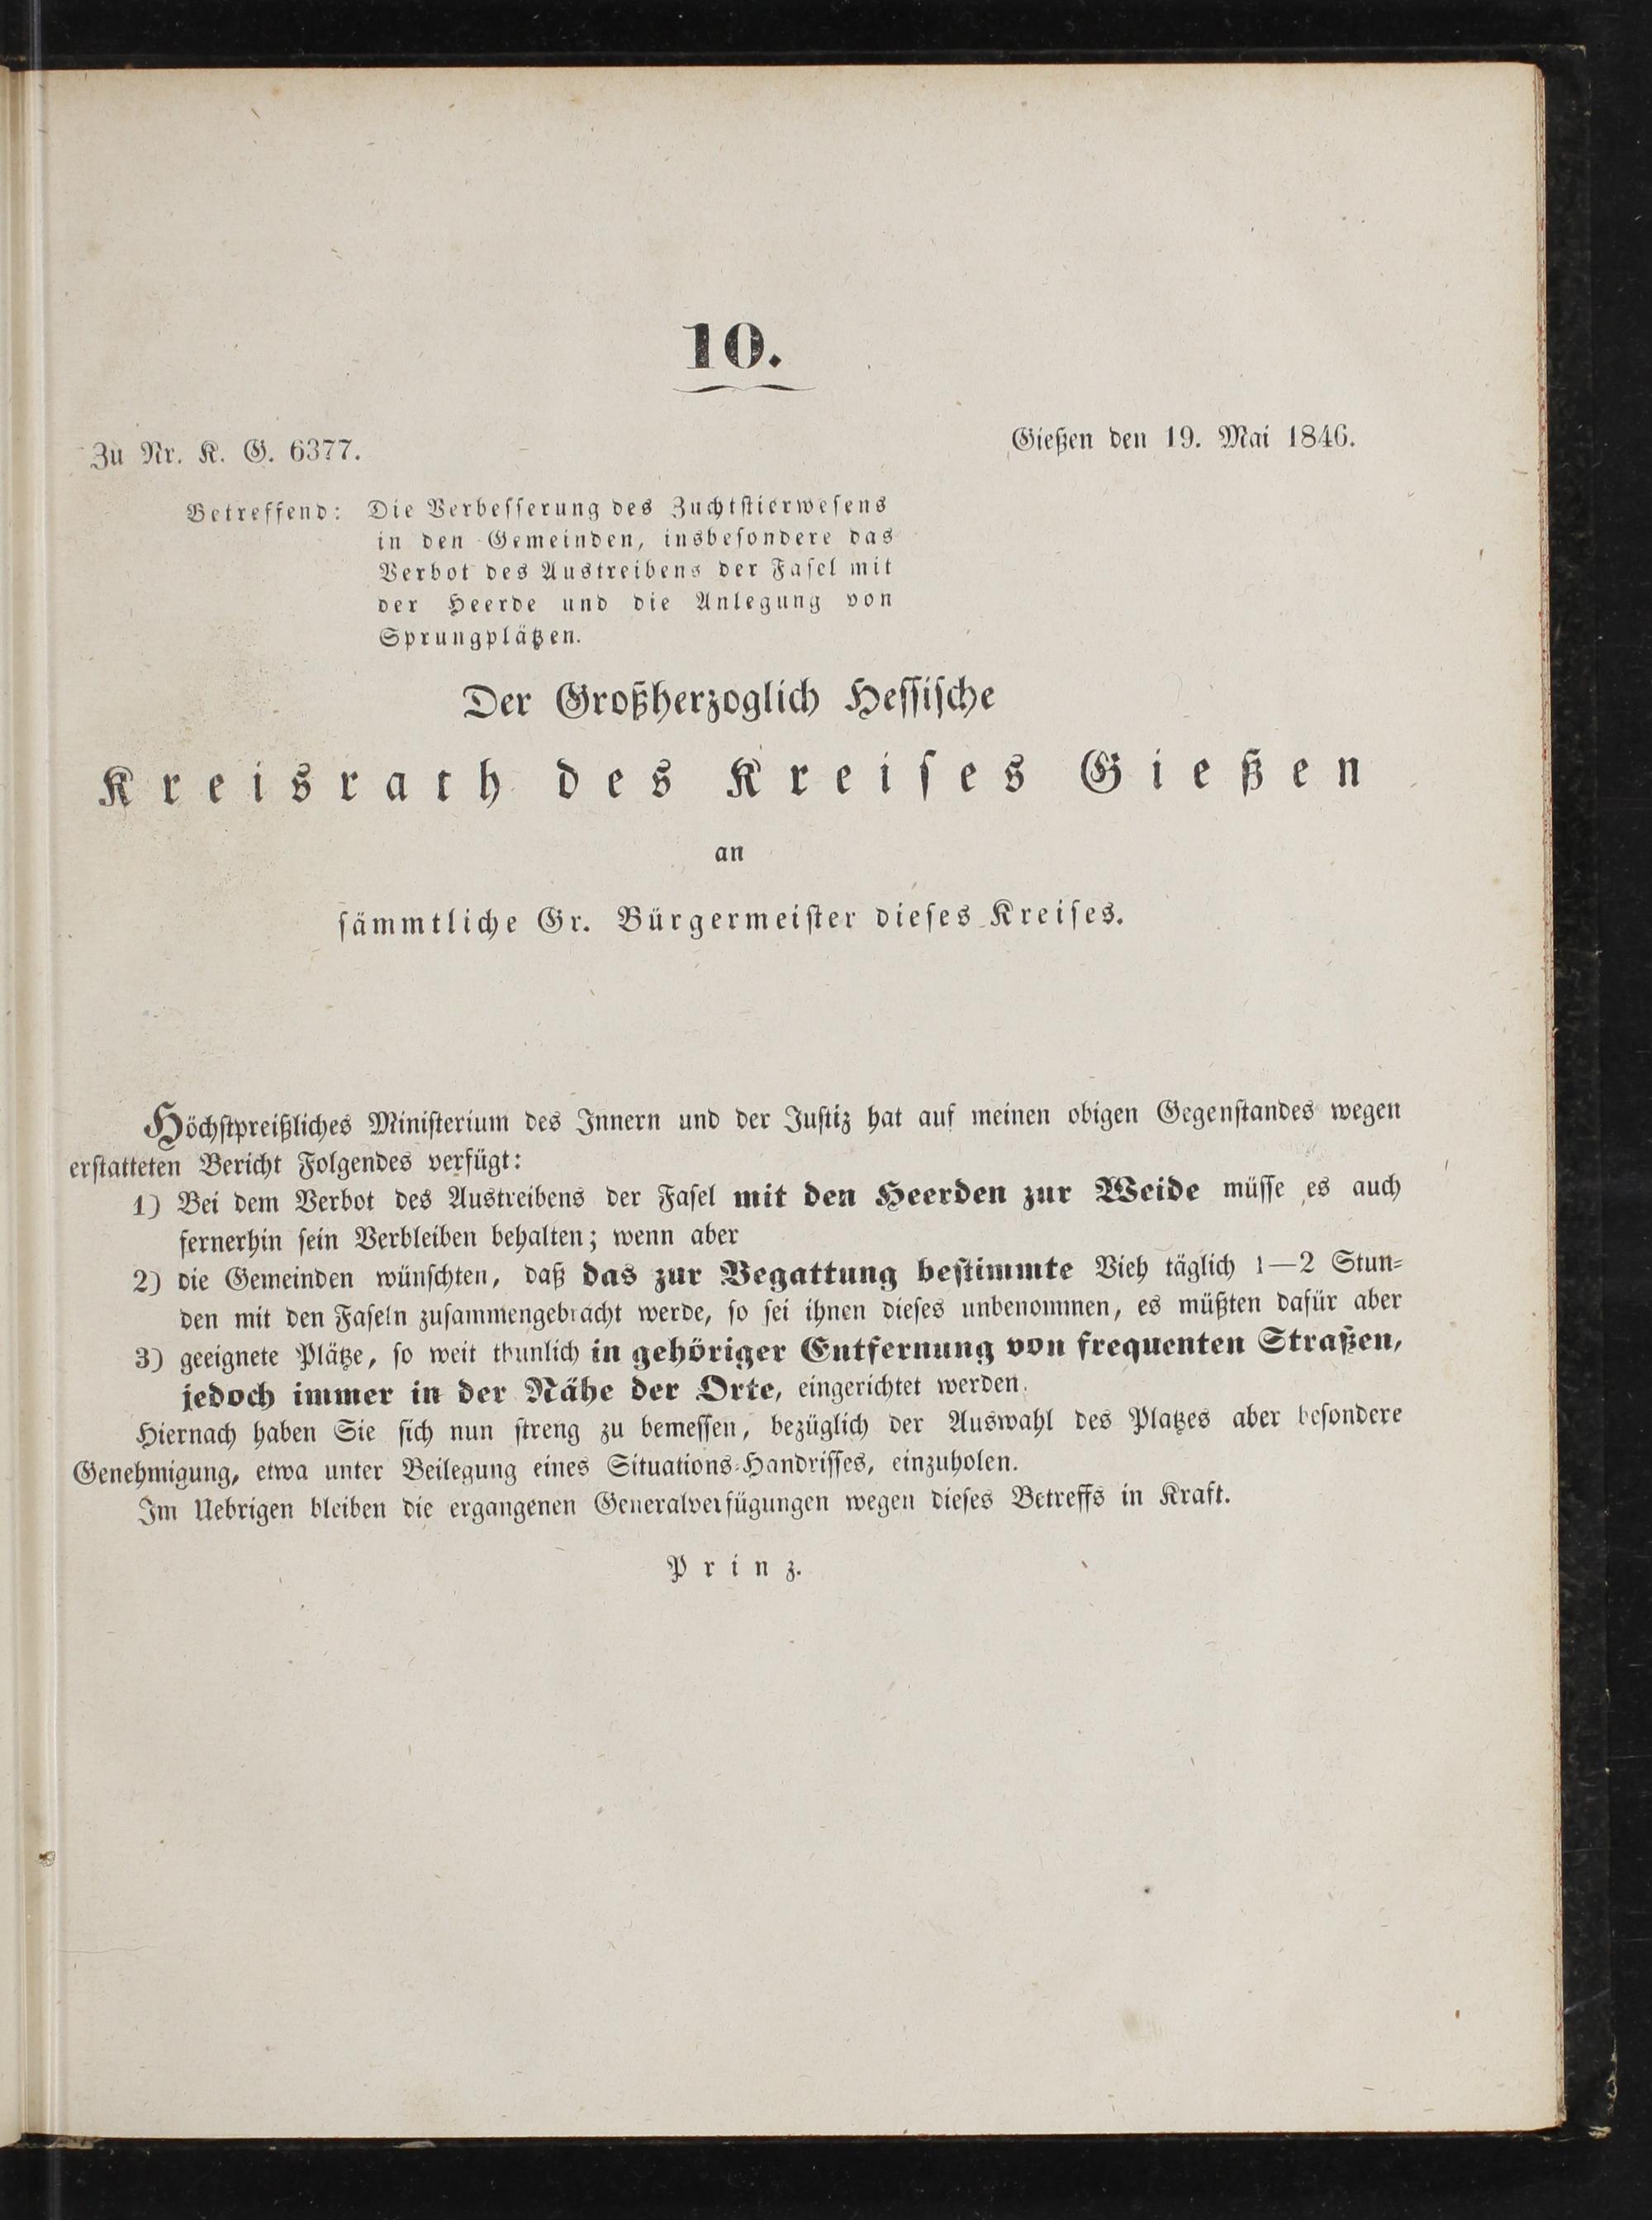 10.
Zu Nr. K. G. 6377.
Gießen den 19. Mai 1846.
Betreffend: Die Verbesserung des Zuchtstierwesens
in den Gemeinden, insbesondere das
Verbot des Austreibens der Fasel mit
der Heerde und die Anlegung von
Sprungplätzen.
Der Großherzoglich Hessische
Kreisrath des Kreises Gießen
an
sämmtliche Gr. Bürgermeister dieses Kreises.
Höchstpreißliches Ministerium des Innern und der Justiz hat auf meinen obigen Gegenstandes wegen
erstatteten Bericht Folgendes verfügt:
1) Bei dem Verbot des Austreibens der Fasel mit den Heerden zur Weide müsse es auch
fernerhin sein Verbleiben behalten; wenn aber
2) die Gemeinden wünschten, daß das zur Begattung bestimmte Vieh täglich 1—2 Stun-
den mit den Faseln zusammengebracht werde, so sei ihnen dieses unbenommen, es müßten dafür aber
3) geeignete Plätze, so weit thunlich in gehöriger Entfernung von frequenten Straßen,
jedoch immer in der Nähe der Orte, eingerichtet werden.
Hiernach haben Sie sich nun streng zu bemessen, bezüglich der Auswahl des Platzes aber besondere
Genehmigung, etwa unter Beilegung eines Situations-Handrisses, einzuholen.
Im Uebrigen bleiben die ergangenen Generalverfügungen wegen dieses Betreffs in Kraft.
Prinz.